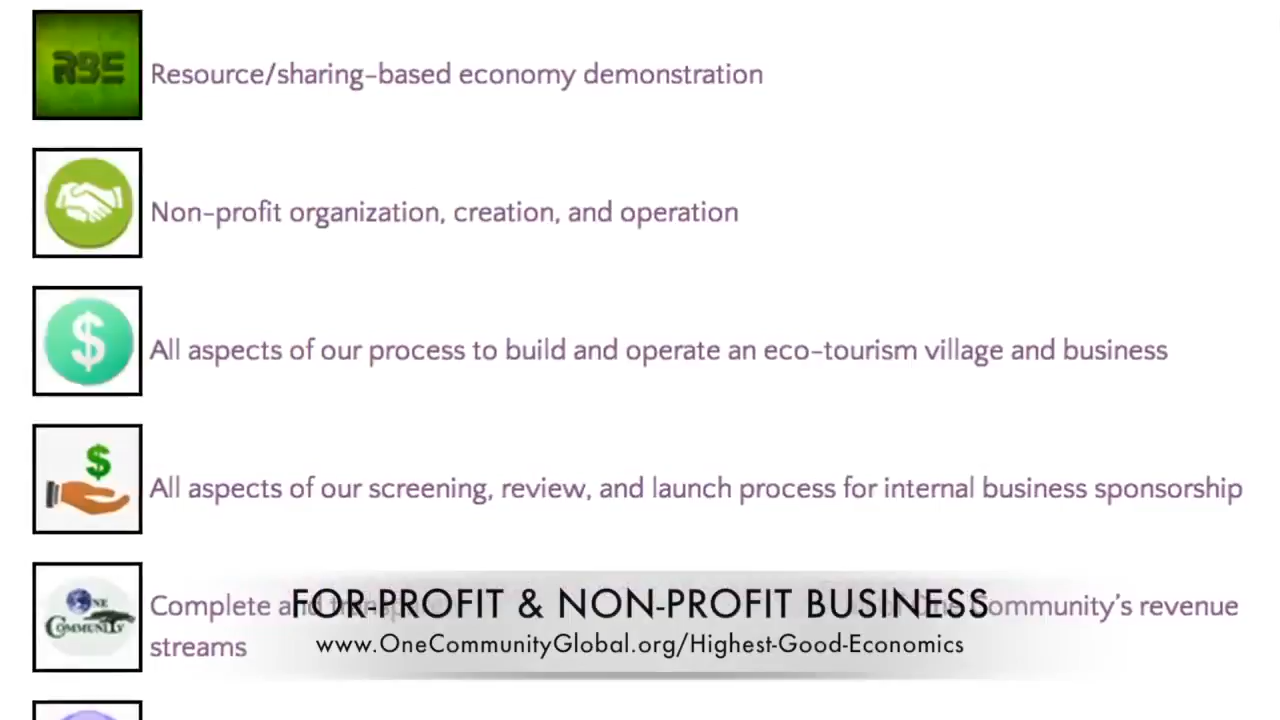 RBE
Resource/sharing-based economy demonstration
Non-profit organization, creation, and operation
$
All aspects of our process to build and operate an eco-tourism village and business
$
All aspects of our screening, review, and launch process for internal business sponsorship
ONE
COMMUNITY
Complete and One Community's revenue
streams
FOR-PROFIT & NON-PROFIT BUSINESS
www.OneCommunityGlobal.org/Highest-Good-Economics